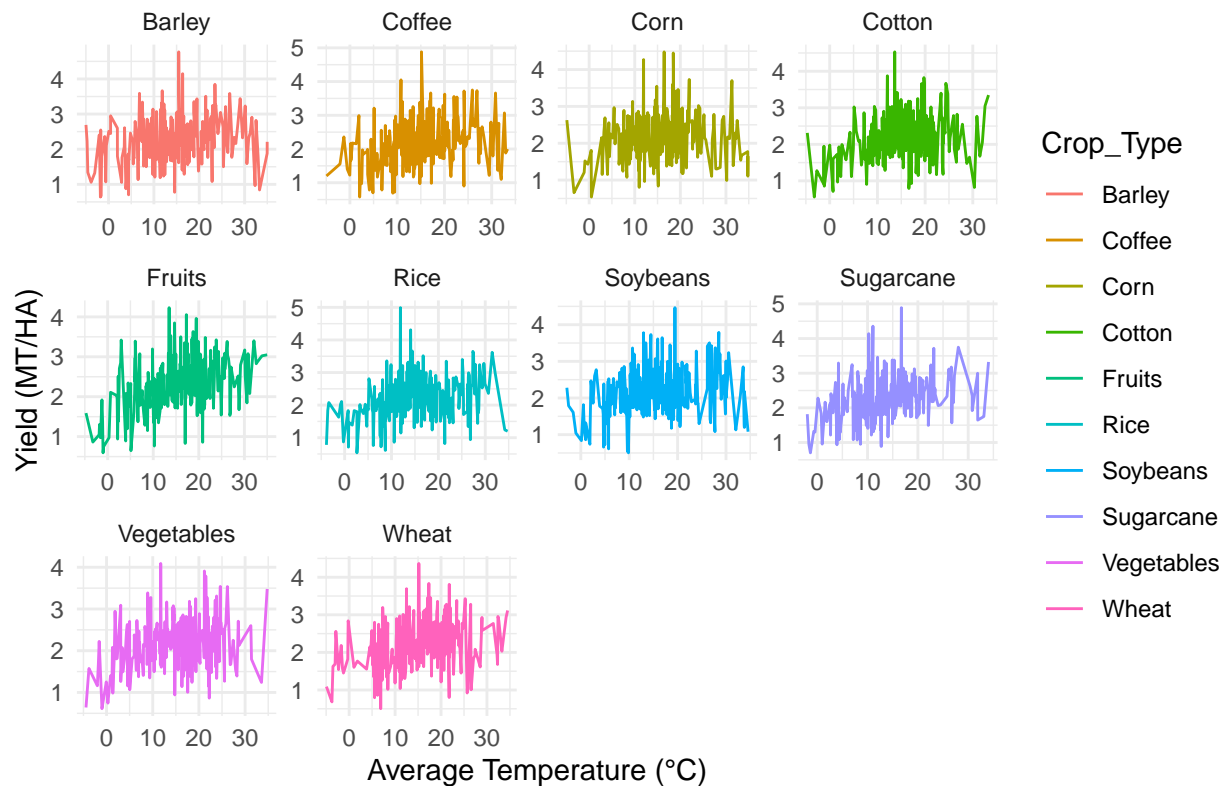 Barley Coffee Corn Cotton
4 3 2 1
5 4 3 2 1
4 3 2 1
4 3 2 1
0 10 20 30
0 10 20 30
0 10 20 30
0 10 20 30
Fruits Rice Soybeans Sugarcane
4 3 2 1
5 4 3 2 1
4 3 2 1
5 4 3 2 1
0 10 20 30
0 10 20 30
0 10 20 30
0 10 20 30
Vegetables Wheat
4 3 2 1
4 3 2 1
0 10 20 30
0 10 20 30
Yield (MT/HA)
Average Temperature (°C)
Crop_Type
Barley
Coffee
Corn
Cotton
Fruits
Rice
Soybeans
Sugarcane
Vegetables
Wheat